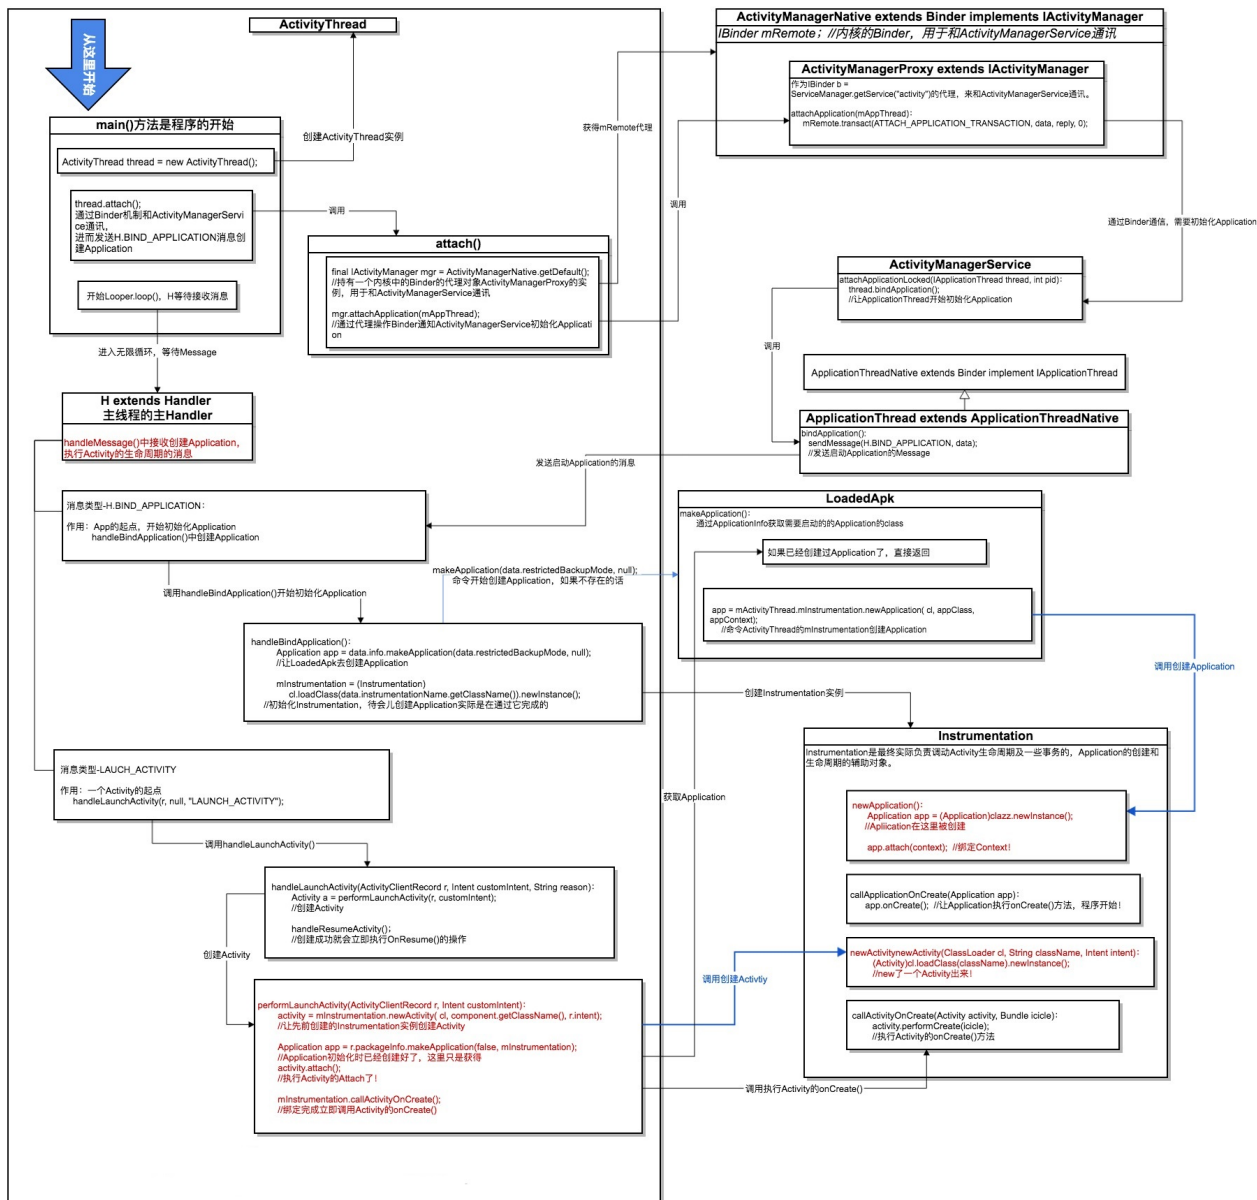 从这里开始
ActivityThread
main()方法是程序的开始
ActivityThread thread = new ActivityThread();
创建ActivityThread实例
thread.attach();
通过Binder机制和ActivityManagerServi
ce通讯，
进而发送H.BIND_APPLICATION消息创
建Application
调用
开始Looper.loop()，H等待接收消息
attach()
final IActivityManager mgr = ActivityManagerNative.getDefault();
//持有一个内核中的Binder的代理对象ActivityManagerProxy的实
例，用于和ActivityManagerService通讯
mgr.attachApplication(mAppThread);
//通过代理操作Binder通知ActivityManagerService初始化Applicati
on
获得mRemote代理
调用
ActivityManagerNative extends Binder implements IActivityManager
IBinder mRemote；//内核的Binder，用于和ActivityManagerService通讯
ActivityManagerProxy extends IActivityManager
作为IBinder b =
ServiceManager.getService("activity")的代理，来和ActivityManagerService通讯。
attachApplication(mAppThread)：
mRemote.transact(ATTACH_APPLICATION_TRANSACTION, data, reply, 0);
通过Binder通信，需要初始化Application
ActivityManagerService
attachApplicationLocked(IApplicationThread thread, int pid)：
thread.bindApplication();
//让ApplicationThread开始初始化Application
调用
ApplicationThreadNative extends Binder implement IApplicationThread
ApplicationThread extends ApplicationThreadNative
bindApplication()：
sendMessage(H.BIND_APPLICATION, data);
//发送启动Application的Message
发送启动Application的消息
进入无限循环，等待Message
H extends Handler
主线程的主Handler
handleMessage()中接收创建Application，
执行Activity的生命周期的消息
消息类型-H.BIND_APPLICATION：
作用：App的起点，开始初始化Application
handleBindApplication()中创建Application
调用handleBindApplication()开始初始化Application
makeApplication(data.restrictedBackupMode, null);
命令开始创建Application，如果不存在的话
handleBindApplication()：
Application app = data.info.makeApplication(data.restrictedBackupMode, null);
//让LoadedApk去创建Application
mInstrumentation = (Instrumentation)
cl.loadClass(data.instrumentationName.getClassName()).newInstance();
//初始化Instrumentation，待会儿创建Application实际是在通过它完成的
LoadedApk
makeApplication()：
通过ApplicationInfo获取需要启动的的Application的class
如果已经创建过Application了，直接返回
app = mActivityThread.mInstrumentation.newApplication( cl, appClass,
appContext);
//命令ActivityThread的mInstrumentation创建Application
调用创建Application
创建Instrumentation实例
Instrumentation
Instrumentation是最终实际负责调动Activity生命周期及一些事务的，Application的创建和
生命周期的辅助对象。
newApplication()：
Application app = (Application)clazz.newInstance();
//Apliication在这里被创建
app.attach(context)；//绑定Context！
callApplicationOnCreate(Application app)：
app.onCreate()；//让Application执行onCreate()方法，程序开始！
newActivitynewActivity(ClassLoader cl, String className, Intent intent)：
(Activity)cl.loadClass(className).newInstance();
//new了一个Activity出来！
callActivityOnCreate(Activity activity, Bundle icicle)：
activity.performCreate(icicle);
//执行Activity的onCreate()方法
消息类型-LAUCH_ACTIVITY
作用：一个Activity的起点
handleLaunchActivity(r, null, "LAUNCH_ACTIVITY");
调用handleLaunchActivity()
获取Application
handleLaunchActivity(ActivityClientRecord r, Intent customIntent, String reason)：
Activity a = performLaunchActivity(r, customIntent);
//创建Activity
handleResumeActivity();
//创建成功就会立即执行OnResume()的操作
创建Activity
调用创建Activtiy
performLaunchActivity(ActivityClientRecord r, Intent customIntent)：
activity = mInstrumentation.newActivity( cl, component.getClassName(), r.intent);
//让先前创建的Instrumentation实例创建Activity
Application app = r.packageInfo.makeApplication(false, mInstrumentation);
//Application初始化时已经创建好了，这里只是获得
activity.attach();
//执行Activity的Attach了！
mInstrumentation.callActivityOnCreate();
//绑定完成立即调用Activity的onCreate()
调用执行Activity的onCreate()